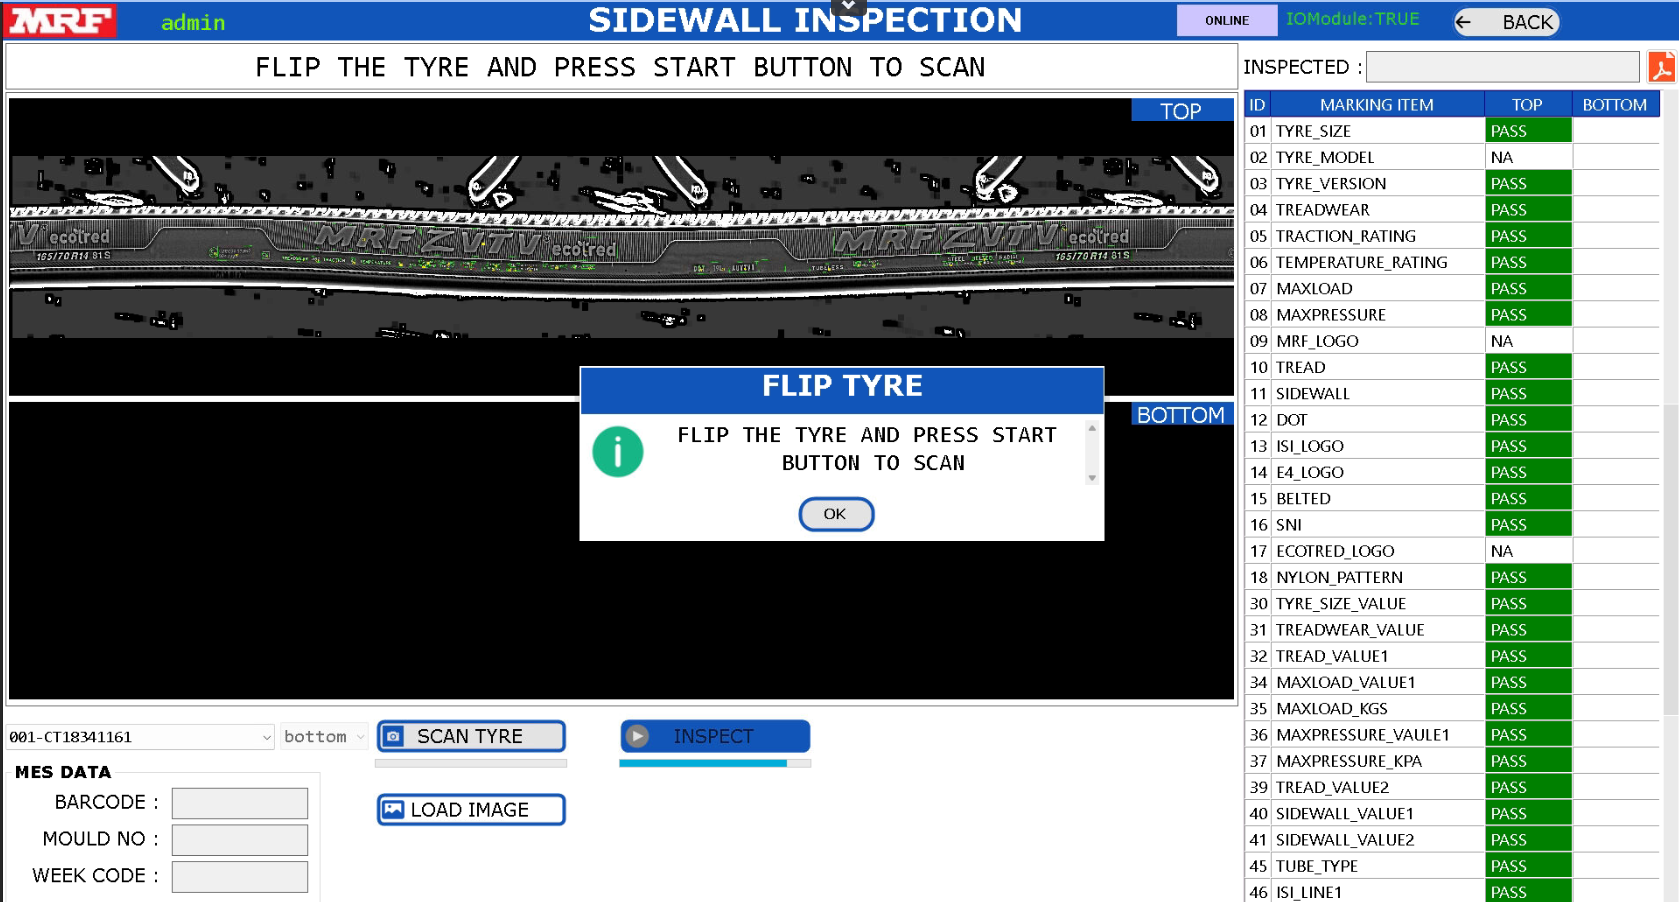 MRF
admin
SIDEWALL INSPECTION
ONLINE
IOModule:TRUE
BACK
FLIP THE TYRE AND PRESS START BUTTON TO SCAN
INSPECTED :
TOP
V ecotred
165/70 R14 81S
MRF ZVTV ecotred
DOT
TUBELESS
MRF ZVTV ecotred
165/70 R14 81S
FLIP TYRE
FLIP THE TYRE AND PRESS START
BUTTON TO SCAN
OK
BOTTOM
001-CT18341161
bottom
SCAN TYRE
INSPECT
LOAD IMAGE
MES DATA
BARCODE :
MOULD NO :
WEEK CODE :
ID MARKING ITEM TOP BOTTOM
01 TYRE_SIZE PASS
02 TYRE_MODEL NA
03 TYRE_VERSION PASS
04 TREADWEAR PASS
05 TRACTION_RATING PASS
06 TEMPERATURE_RATING PASS
07 MAXLOAD PASS
08 MAXPRESSURE PASS
09 MRF_LOGO NA
10 TREAD PASS
11 SIDEWALL PASS
12 DOT PASS
13 ISI_LOGO PASS
14 E4_LOGO PASS
15 BELTED PASS
16 SNI PASS
17 ECOTRED_LOGO NA
18 NYLON_PATTERN PASS
30 TYRE_SIZE_VALUE PASS
31 TREADWEAR_VALUE PASS
32 TREAD_VALUE1 PASS
34 MAXLOAD_VALUE1 PASS
35 MAXLOAD_KGS PASS
36 MAXPRESSURE_VAULE1 PASS
37 MAXPRESSURE_KPA PASS
39 TREAD_VALUE2 PASS
40 SIDEWALL_VALUE1 PASS
41 SIDEWALL_VALUE2 PASS
45 TUBE_TYPE PASS
46 ISI_LINE1 PASS